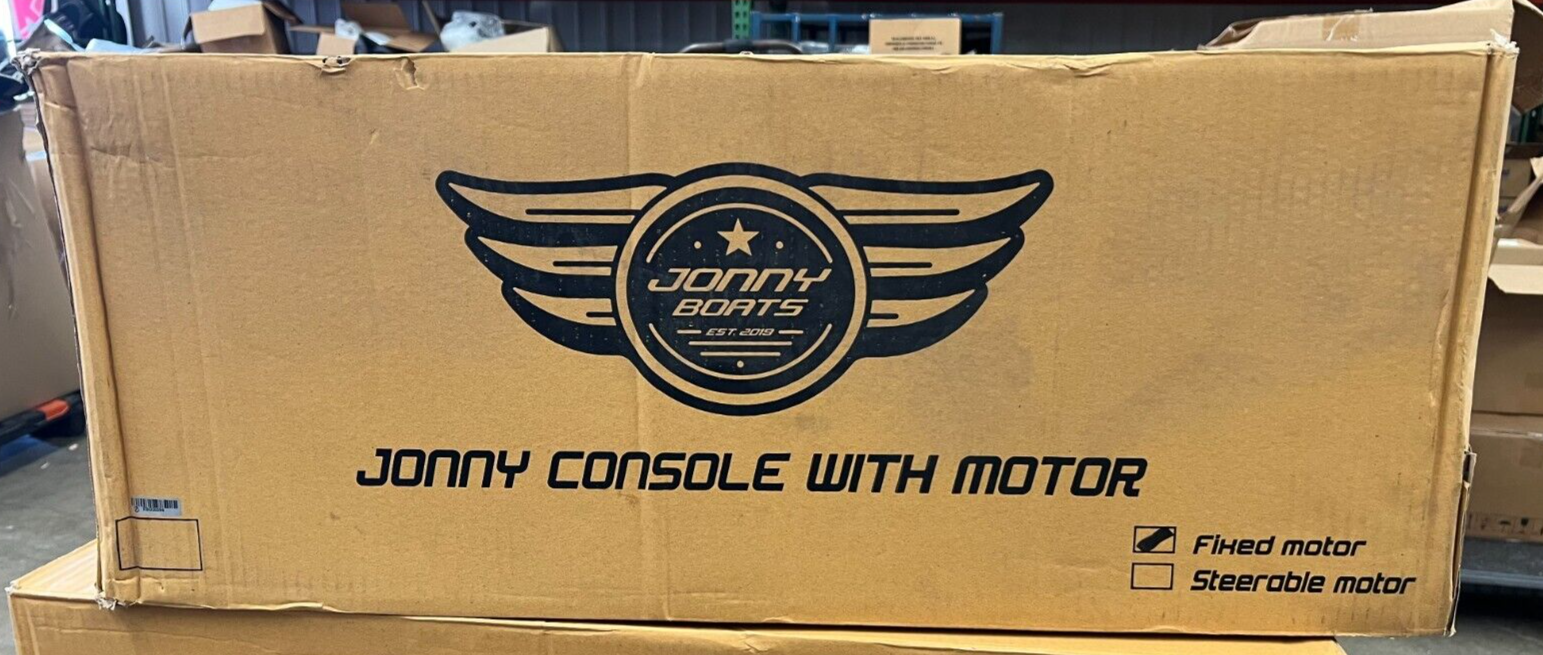 JONNY
BOATS
EST. 2019
JONNY CONSOLE WITH MOTOR
Fixed motor
Steerable motor